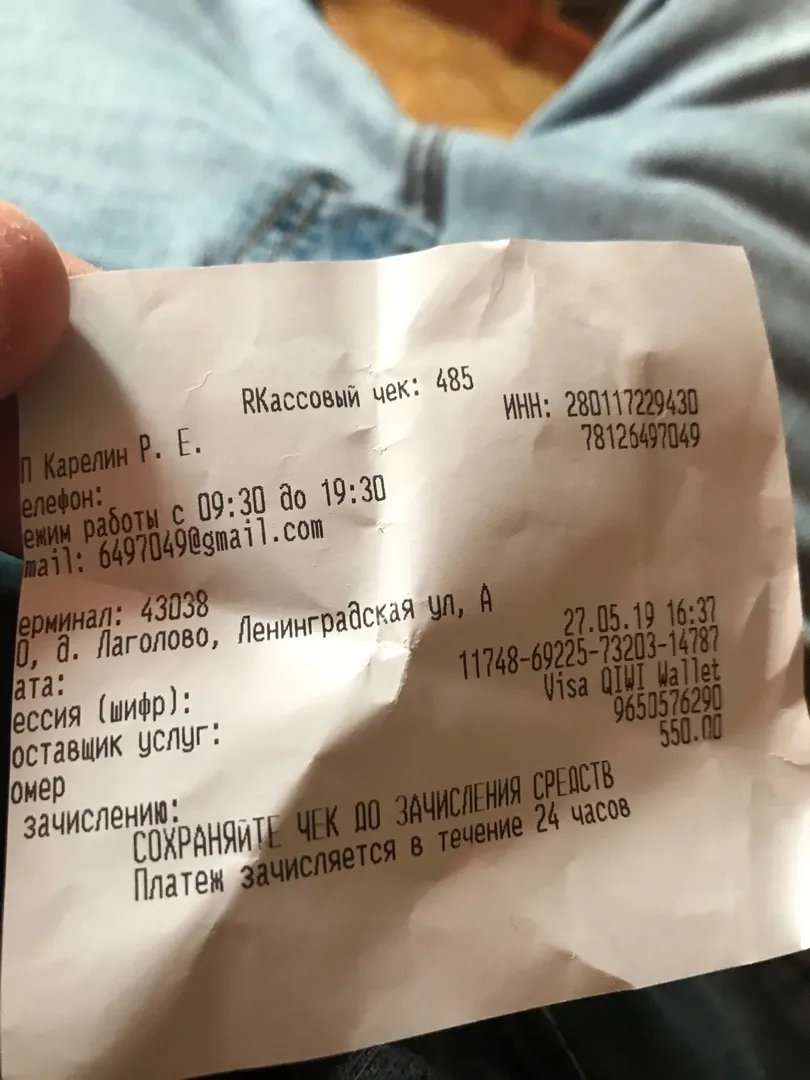 RКассовый чек: 485
П Карелин Р. Е.
ИНН: 280117229430
елефон:
78126497049
ежим работы с 09:30 до 19:30
mail: 6497049@gmail.com
ерминал: 43038
О, д. Лаголово, Ленинградская ул, А
ата:
27.05.19 16:37
ессия (шифр):
11748-69225-73203-14787
оставщик услуг:
Visa QIWI Wallet
омер
9650576290
зачислению:
550.00
СОХРАНЯЙТЕ ЧЕК ДО ЗАЧИСЛЕНИЯ СРЕДСТВ
Платеж зачисляется в течение 24 часов